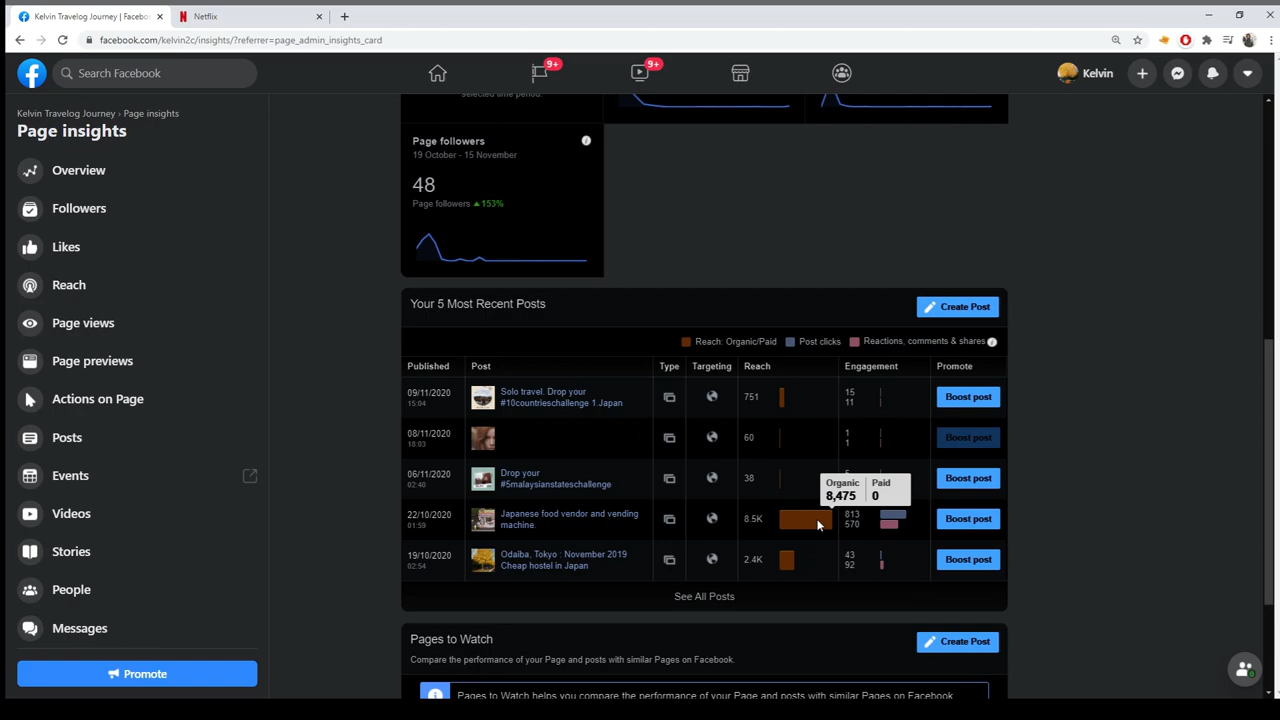 Kelvin Travelog Journey | Facebo
Netflix
facebook.com/kelvin2c/insights/?referrer=page_admin_insights_card
Search Facebook
9+
9+
Kelvin
Kelvin Travelog Journey › Page insights
Page insights
Overview
Followers
Likes
Reach
Page views
Page previews
Actions on Page
Posts
Events
Videos
Stories
People
Messages
Promote
selected time period.
Page followers
19 October - 15 November
48
Page followers ▲153%
Your 5 Most Recent Posts
Create Post
Reach: Organic/Paid
Post clicks
Reactions, comments & shares
Published
Post
Type
Targeting
Reach
Engagement
Promote
09/11/2020
15:04
Solo travel. Drop your
#10countrieschallenge 1.Japan
751
15
11
Boost post
08/11/2020
18:03
60
1
1
Boost post
06/11/2020
02:40
Drop your
#5malaysianstateschallenge
38
Boost post
Organic
Paid
8,475
0
22/10/2020
01:59
Japanese food vendor and vending
machine.
8.5K
813
570
Boost post
19/10/2020
02:54
Odaiba, Tokyo : November 2019
Cheap hostel in Japan
2.4K
43
92
Boost post
See All Posts
Pages to Watch
Create Post
Compare the performance of your Page and posts with similar Pages on Facebook.
Pages to Watch helps you compare the performance of your Page and posts with similar Pages on Facebook